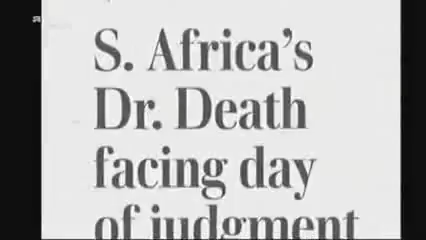 S. Africa's
Dr. Death
facing day
of judgment